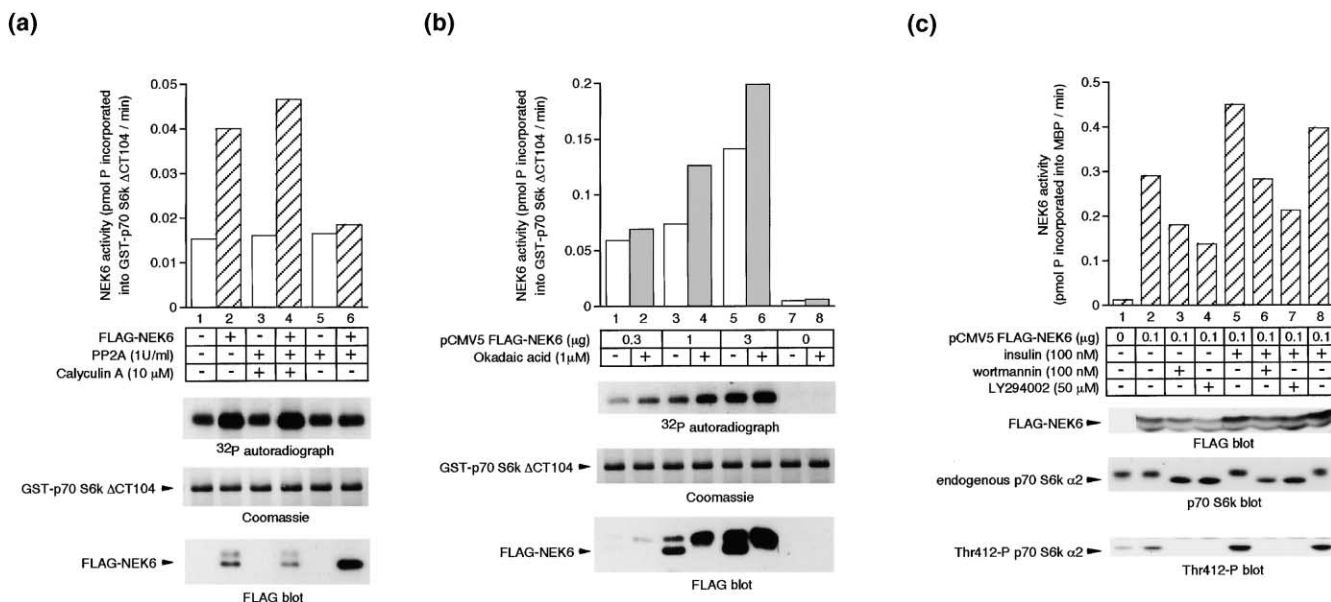 (a)
NEK6 activity (pmol P incorporated
into GST-p70 S6k ΔCT104 / min)
0.05
0.04
0.03
0.02
0.01
0
1 2 3 4 5 6
FLAG-NEK6 - + - + - +
PP2A (1U/ml) - - + + + +
Calyculin A (10 μM) - - + + - -
32P autoradiograph
GST-p70 S6k ΔCT104
Coomassie
FLAG-NEK6
FLAG blot
(b)
NEK6 activity (pmol P incorporated
into GST-p70 S6k ΔCT104 / min)
0.2
0.15
0.1
0.05
0
1 2 3 4 5 6 7 8
pCMV5 FLAG-NEK6 (μg) 0.3 1 3 0
Okadaic acid (1μM) - + - + - + - +
32P autoradiograph
GST-p70 S6k ΔCT104
Coomassie
FLAG-NEK6
FLAG blot
(c)
NEK6 activity
(pmol P incorporated into MBP / min)
0.5
0.4
0.3
0.2
0.1
0
1 2 3 4 5 6 7 8
pCMV5 FLAG-NEK6 (μg) 0 0.1 0.1 0.1 0.1 0.1 0.1 0.1
insulin (100 nM) - - - - + + + +
wortmannin (100 nM) - - + - - + - -
LY294002 (50 μM) - - - + - - + -
FLAG-NEK6
FLAG blot
endogenous p70 S6k α2
p70 S6k blot
Thr412-P p70 S6k α2
Thr412-P blot